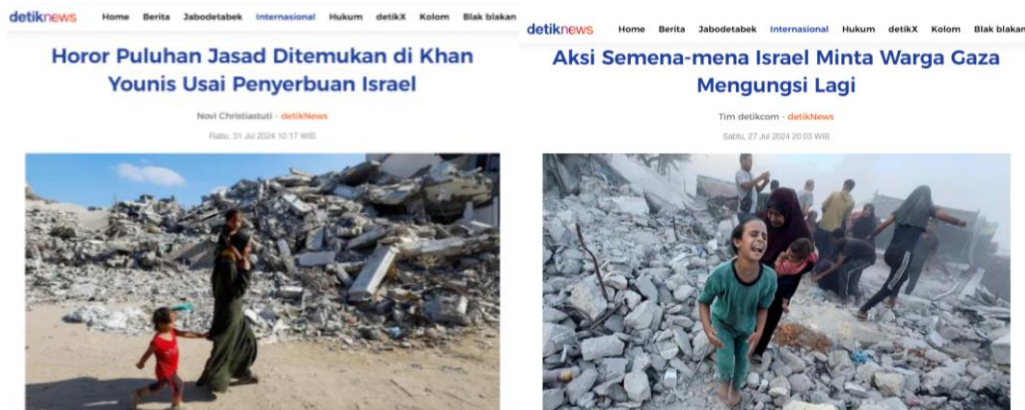 detiknews Home Berita Jabodetabek Internasional Hukum detikX Kolom Blak blakan
Horor Puluhan Jasad Ditemukan di Khan
Younis Usai Penyerbuan Israel
Novi Christiastuti - detikNews
Rabu, 31 Jul 2024 10:17 WIB
detiknews Home Berita Jabodetabek Internasional Hukum detikX Kolom Blak blakan
Aksi Semena-mena Israel Minta Warga Gaza
Mengungsi Lagi
Tim detikcom - detikNews
Sabtu, 27 Jul 2024 20:03 WIB